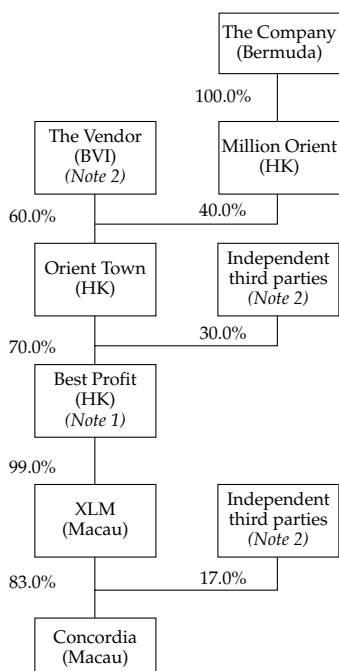 The Company
(Bermuda)
100.0%
The Vendor
(BVI)
(Note 2)
Million Orient
(HK)
60.0%
40.0%
Orient Town
(HK)
Independent
third parties
(Note 2)
70.0%
30.0%
Best Profit
(HK)
(Note 1)
99.0%
XLM
(Macau)
Independent
third parties
(Note 2)
83.0%
17.0%
Concordia
(Macau)